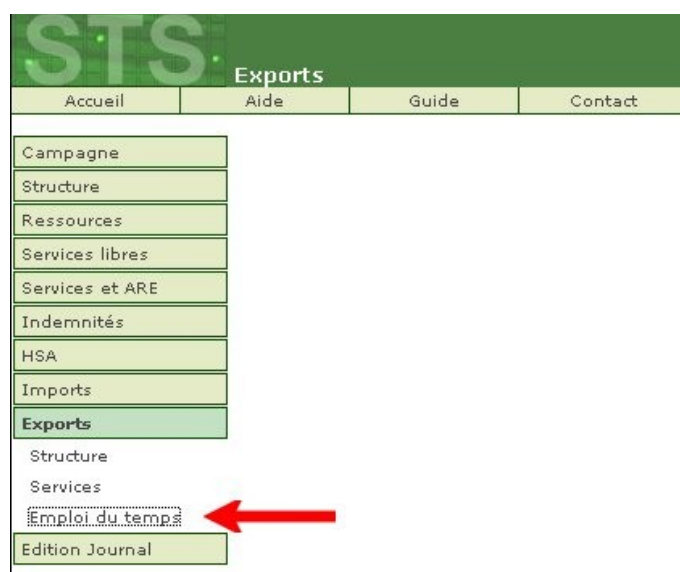 STS
Exports
Accueil Aide Guide Contact
Campagne
Structure
Ressources
Services libres
Services et ARE
Indemnités
HSA
Imports
Exports
Structure
Services
Emploi du temps
Edition Journal